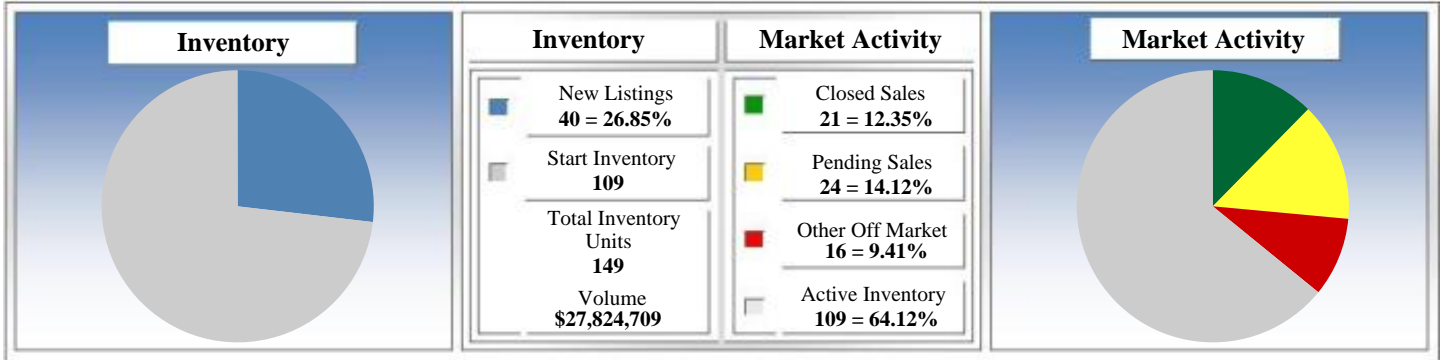 Inventory
Inventory
New Listings
40 = 26.85%
Start Inventory
109
Total Inventory
Units
149
Volume
$27,824,709
Market Activity
Closed Sales
21 = 12.35%
Pending Sales
24 = 14.12%
Other Off Market
16 = 9.41%
Active Inventory
109 = 64.12%
Market Activity